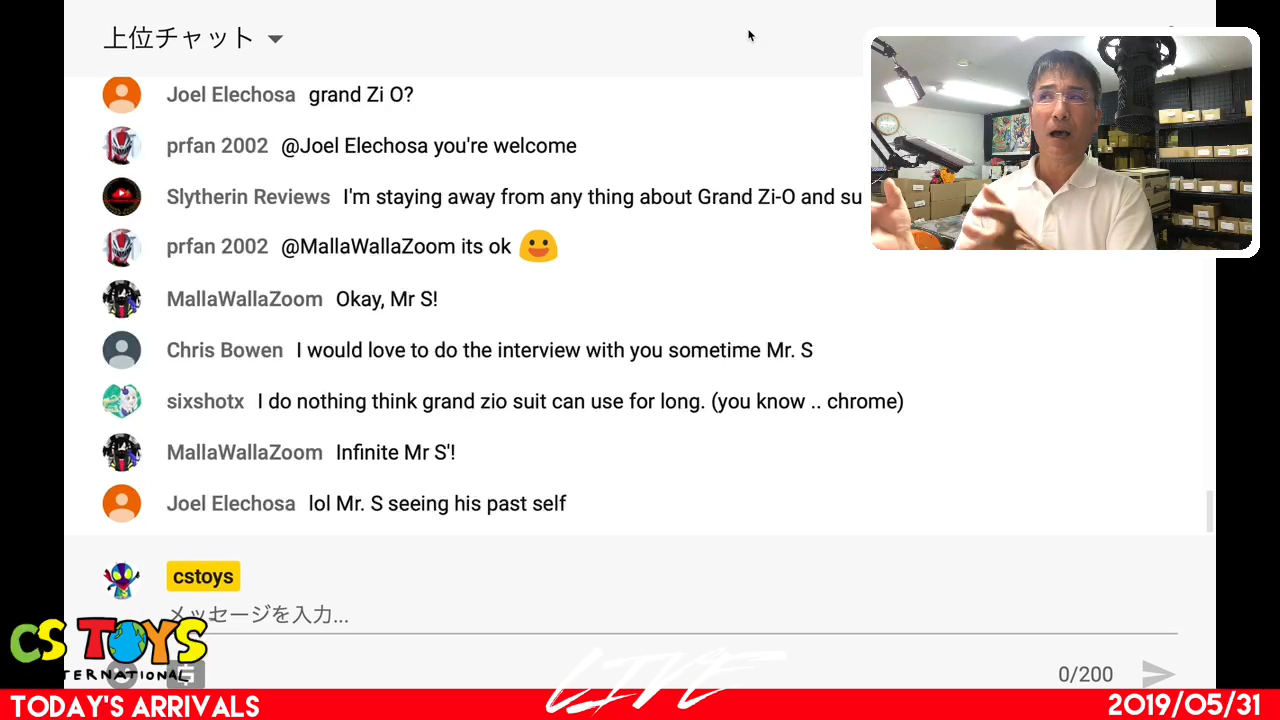 上位チャット
Joel Elechosa grand Zi O?
prfan 2002 @Joel Elechosa you're welcome
Slytherin Reviews I'm staying away from any thing about Grand Zi-O and su
prfan 2002 @MallaWallaZoom its ok
MallaWallaZoom Okay, Mr S!
Chris Bowen I would love to do the interview with you sometime Mr. S
sixshotx I do nothing think grand zio suit can use for long. (you know .. chrome)
MallaWallaZoom Infinite Mr S'!
Joel Elechosa lol Mr. S seeing his past self
cstoys
メッセージを入力...
CS TOYS
TERNATIONAL
0/200
LIVE
TODAY'S ARRIVALS
2019/05/31